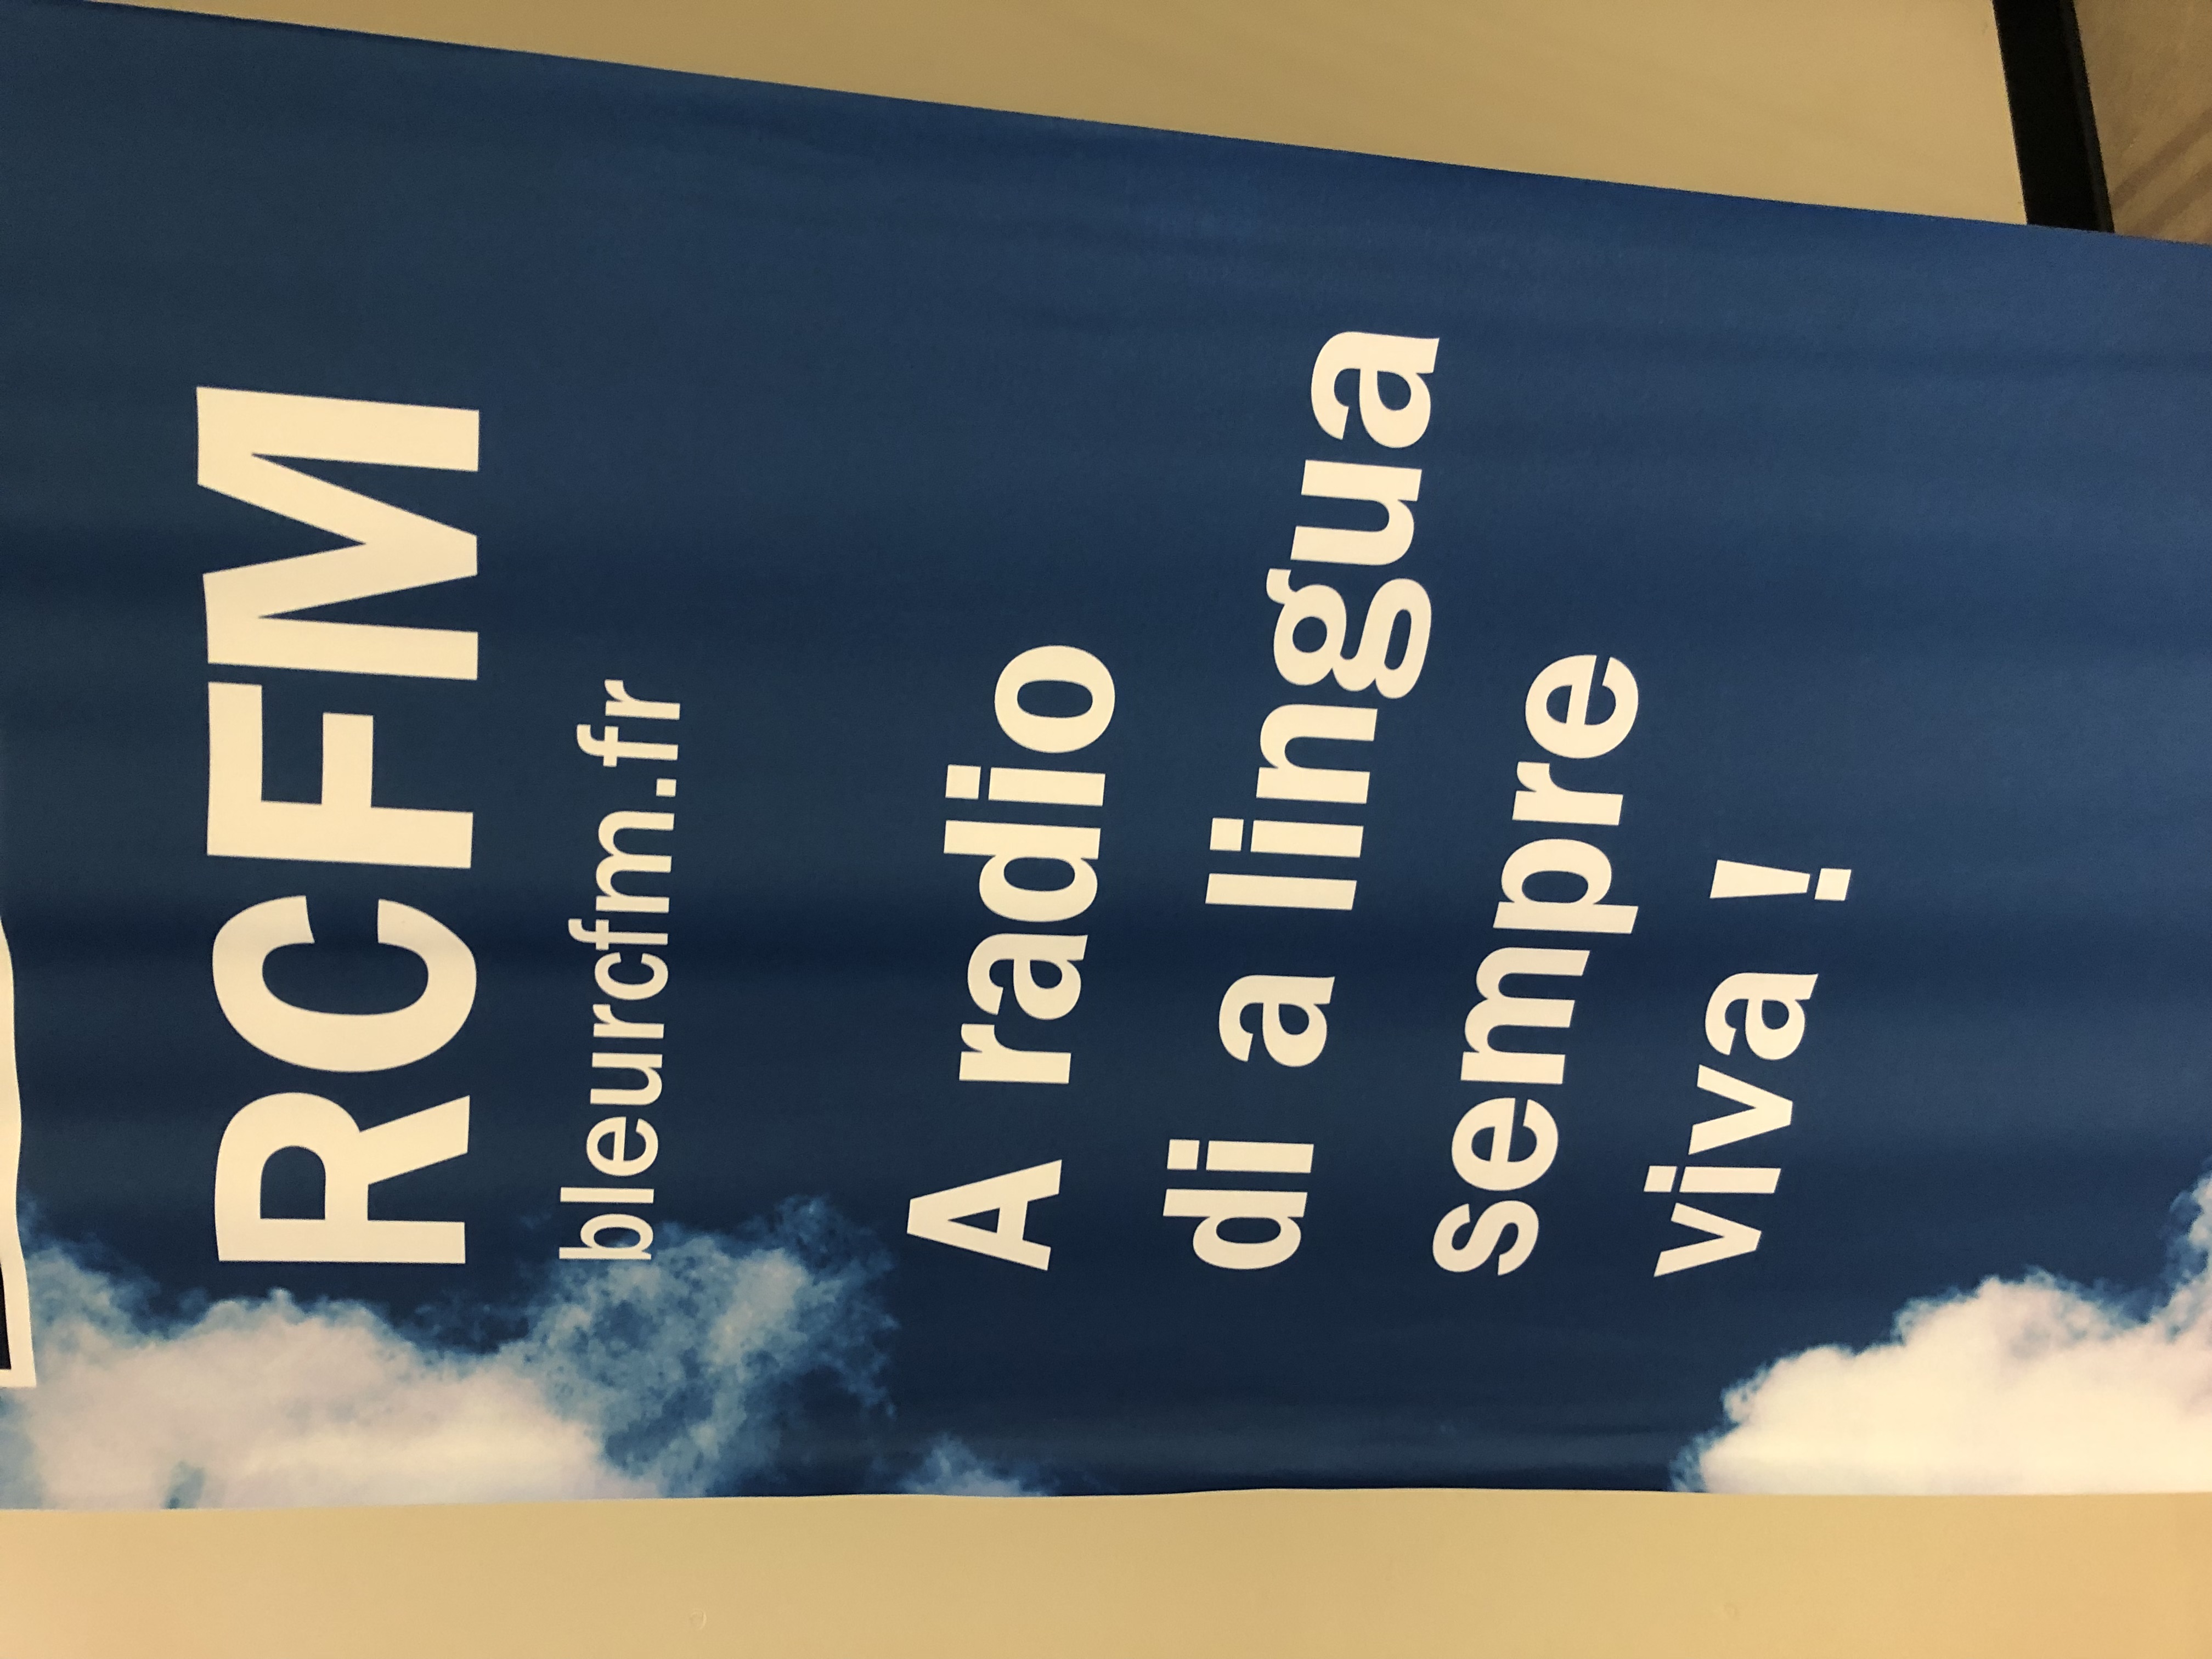 RCFM
bleurcfm.fr
A radio
di a lingua
sempre
viva !